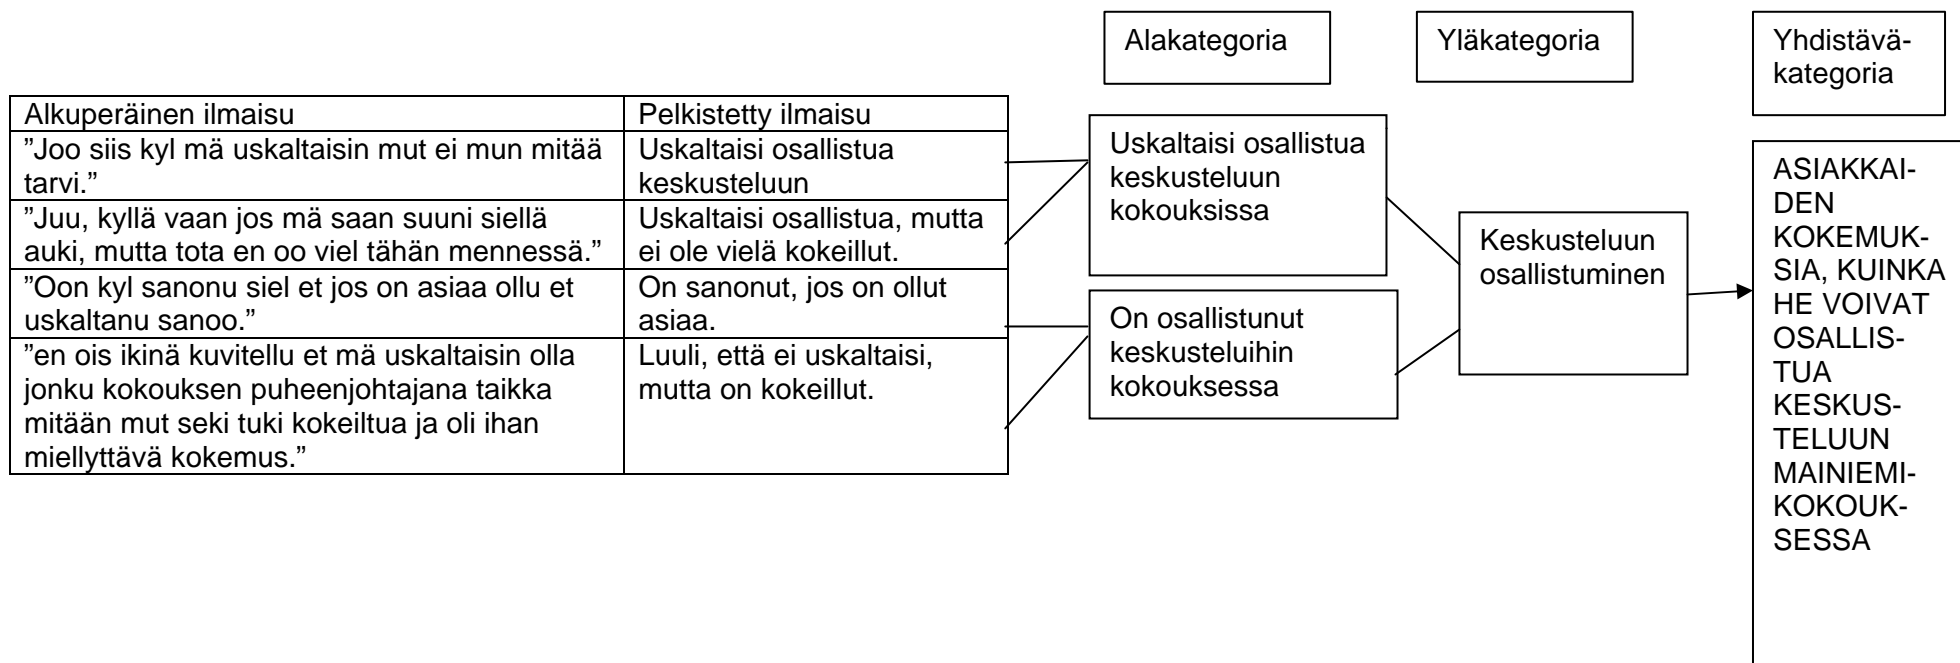 Alakategoria
Yläkategoria
Yhdistävä-
kategoria
Alkuperäinen ilmaisu
Pelkistetty ilmaisu
”Joo siis kyl mä uskaltaisin mut ei mun mitää
tarvi.”
Uskaltaisi osallistua
keskusteluun
”Juu, kyllä vaan jos mä saan suuni siellä
auki, mutta tota en oo viel tähän mennessä.”
Uskaltaisi osallistua, mutta
ei ole vielä kokeillut.
”Oon kyl sanonu siel et jos on asiaa ollu et
uskaltanu sanoo.”
On sanonut, jos on ollut
asiaa.
”en ois ikinä kuvitellu et mä uskaltaisin olla
jonku kokouksen puheenjohtajana taikka
mitään mut seki tuki kokeiltua ja oli ihan
miellyttävä kokemus.”
Luuli, että ei uskaltaisi,
mutta on kokeillut.
Uskaltaisi osallistua
keskusteluun
kokouksissa
On osallistunut
keskusteluihin
kokouksessa
Keskusteluun
osallistuminen
ASIAKKAI-
DEN
KOKEMUK-
SIA, KUINKA
HE VOIVAT
OSALLIS-
TUA
KESKUS-
TELUUN
MAINIEMI-
KOKOUK-
SESSA